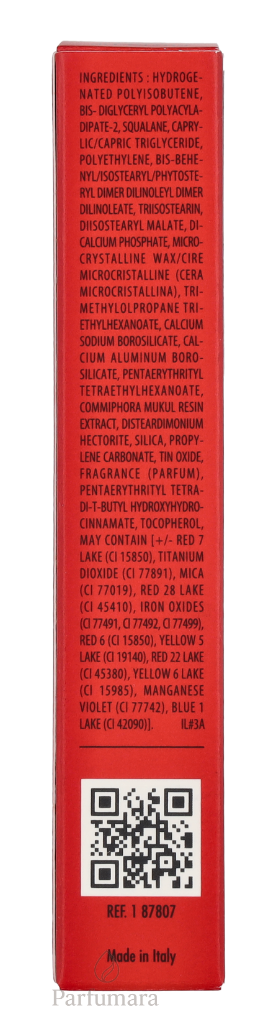 INGREDIENTS : HYDROGE-
NATED POLYISOBUTENE,
BIS- DIGLYCERYL POLYACYLA-
DIPATE-2, SQUALANE, CAPRY-
LIC/CAPRIC TRIGLYCERIDE,
POLYETHYLENE, BIS-BEHE-
NYL/ISOSTEARYL/PHYTOSTE-
RYL DIMER DILINOLEYL DIMER
DILINOLEATE, TRIISOSTEARIN,
DIISOSTEARYL MALATE, DI-
CALCIUM PHOSPHATE, MICRO-
CRYSTALLINE WAX/CIRE
MICROCRISTALLINE (CERA
MICROCRISTALLINA), TRI-
METHYLOLPROPANE TRI-
ETHYLHEXANOATE, CALCIUM
SODIUM BOROSILICATE, CAL-
CIUM ALUMINUM BORO-
SILICATE, PENTAERYTHRITYL
TETRAETHYLHEXANOATE,
COMMIPHORA MUKUL RESIN
EXTRACT, DISTEARDIMONIUM
HECTORITE, SILICA, PROPY-
LENE CARBONATE, TIN OXIDE,
FRAGRANCE (PARFUM),
PENTAERYTHRITYL TETRA-
DI-T-BUTYL HYDROXYHYDRO-
CINNAMATE, TOCOPHEROL,
MAY CONTAIN [+/- RED 7
LAKE (CI 15850), TITANIUM
DIOXIDE (CI 77891), MICA
(CI 77019), RED 28 LAKE
(CI 45410), IRON OXIDES
(CI 77491, CI 77492, CI 77499),
RED 6 (CI 15850), YELLOW 5
LAKE (CI 19140), RED 22 LAKE
(CI 45380), YELLOW 6 LAKE
(CI 15985), MANGANESE
VIOLET (CI 77742), BLUE 1
LAKE (CI 42090)]. IL#3A
REF. 1 87807
Made in Italy
Parfumara